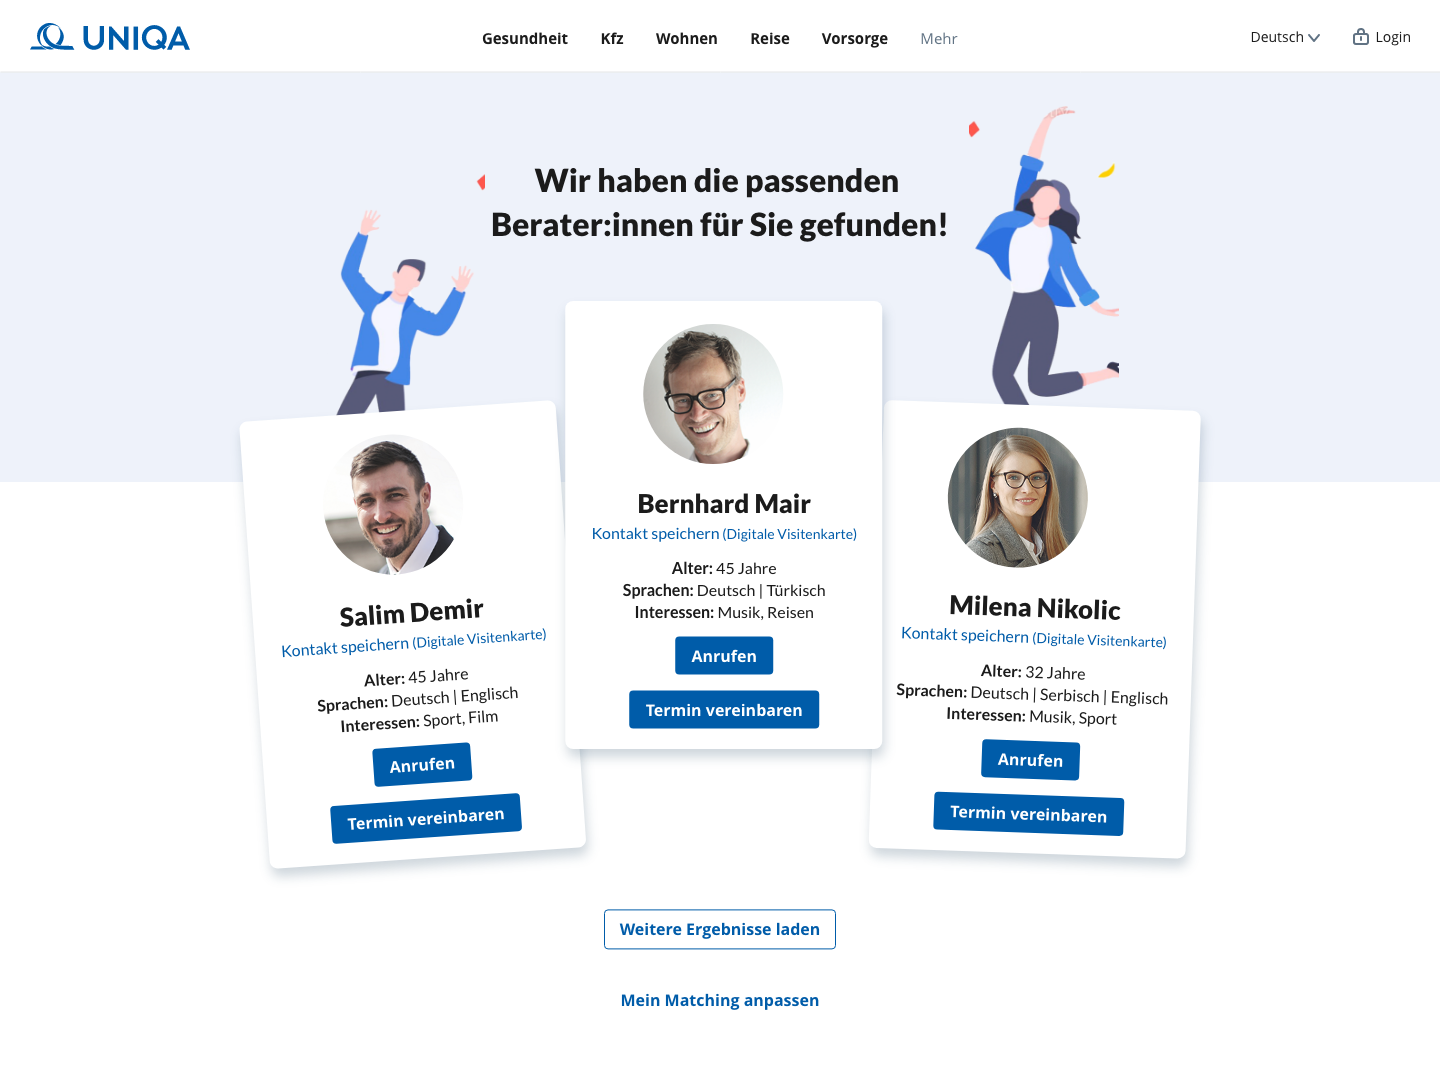 UNIQA
Gesundheit Kfz Wohnen Reise Vorsorge Mehr
Deutsch Login
Wir haben die passenden
Berater:innen für Sie gefunden!
Salim Demir
Kontakt speichern (Digitale Visitenkarte)
Alter: 45 Jahre
Sprachen: Deutsch | Englisch
Interessen: Sport, Film
Anrufen
Termin vereinbaren
Bernhard Mair
Kontakt speichern (Digitale Visitenkarte)
Alter: 45 Jahre
Sprachen: Deutsch | Türkisch
Interessen: Musik, Reisen
Anrufen
Termin vereinbaren
Milena Nikolic
Kontakt speichern (Digitale Visitenkarte)
Alter: 32 Jahre
Sprachen: Deutsch | Serbisch | Englisch
Interessen: Musik, Sport
Anrufen
Termin vereinbaren
Weitere Ergebnisse laden
Mein Matching anpassen